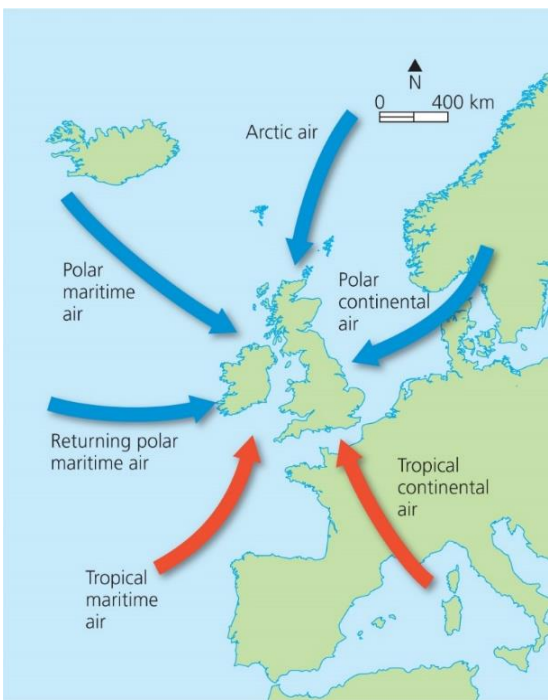 N
0 400 km
Arctic air
Polar
maritime
air
Polar
continental
air
Returning polar
maritime air
Tropical
continental
air
Tropical
maritime
air